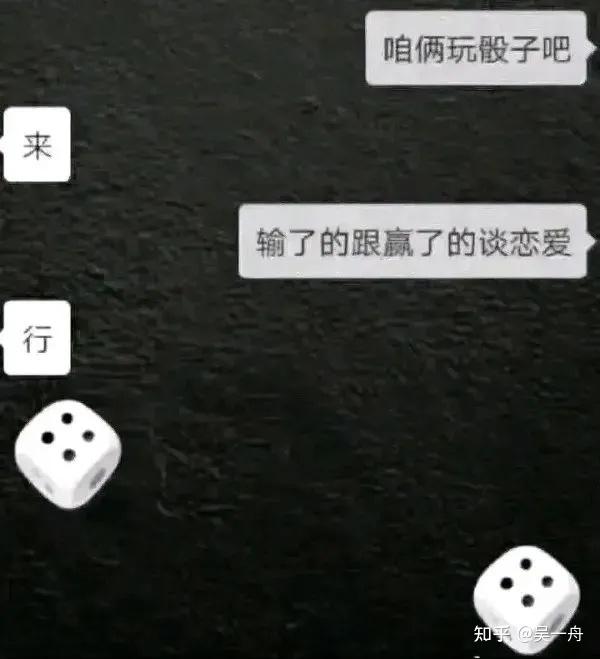 咱俩玩骰子吧
来
输了的跟赢了的谈恋爱
行
知乎 @吴一舟